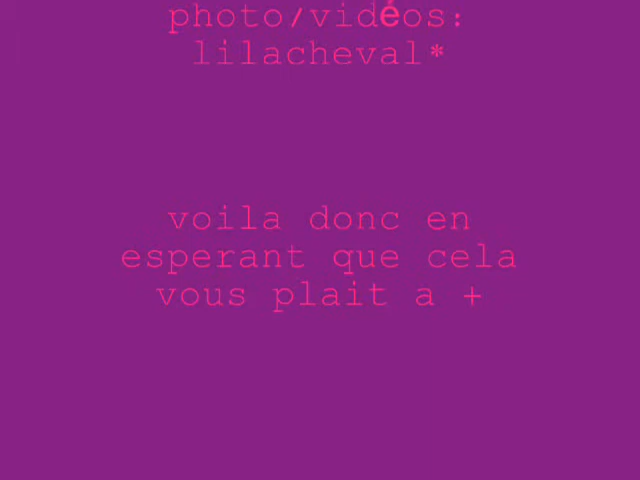 photo/vidéos:
lilacheval*
voila donc en
esperant que cela
vous plait a +